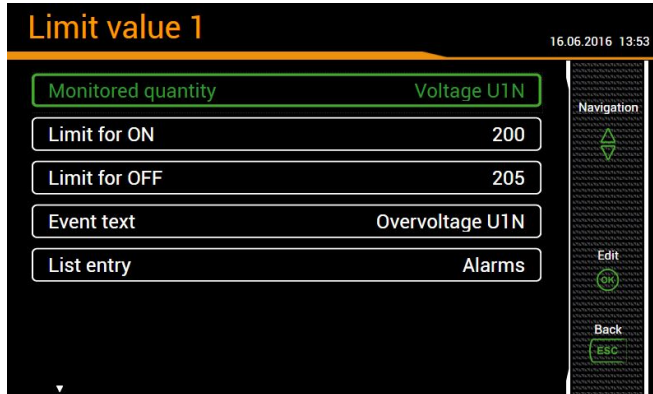 Limit value 1
16.06.2016 13:53
Monitored quantity Voltage U1N
Navigation
Limit for ON 200
Limit for OFF 205
Event text Overvoltage U1N
List entry Alarms
Edit
OK
Back
ESC